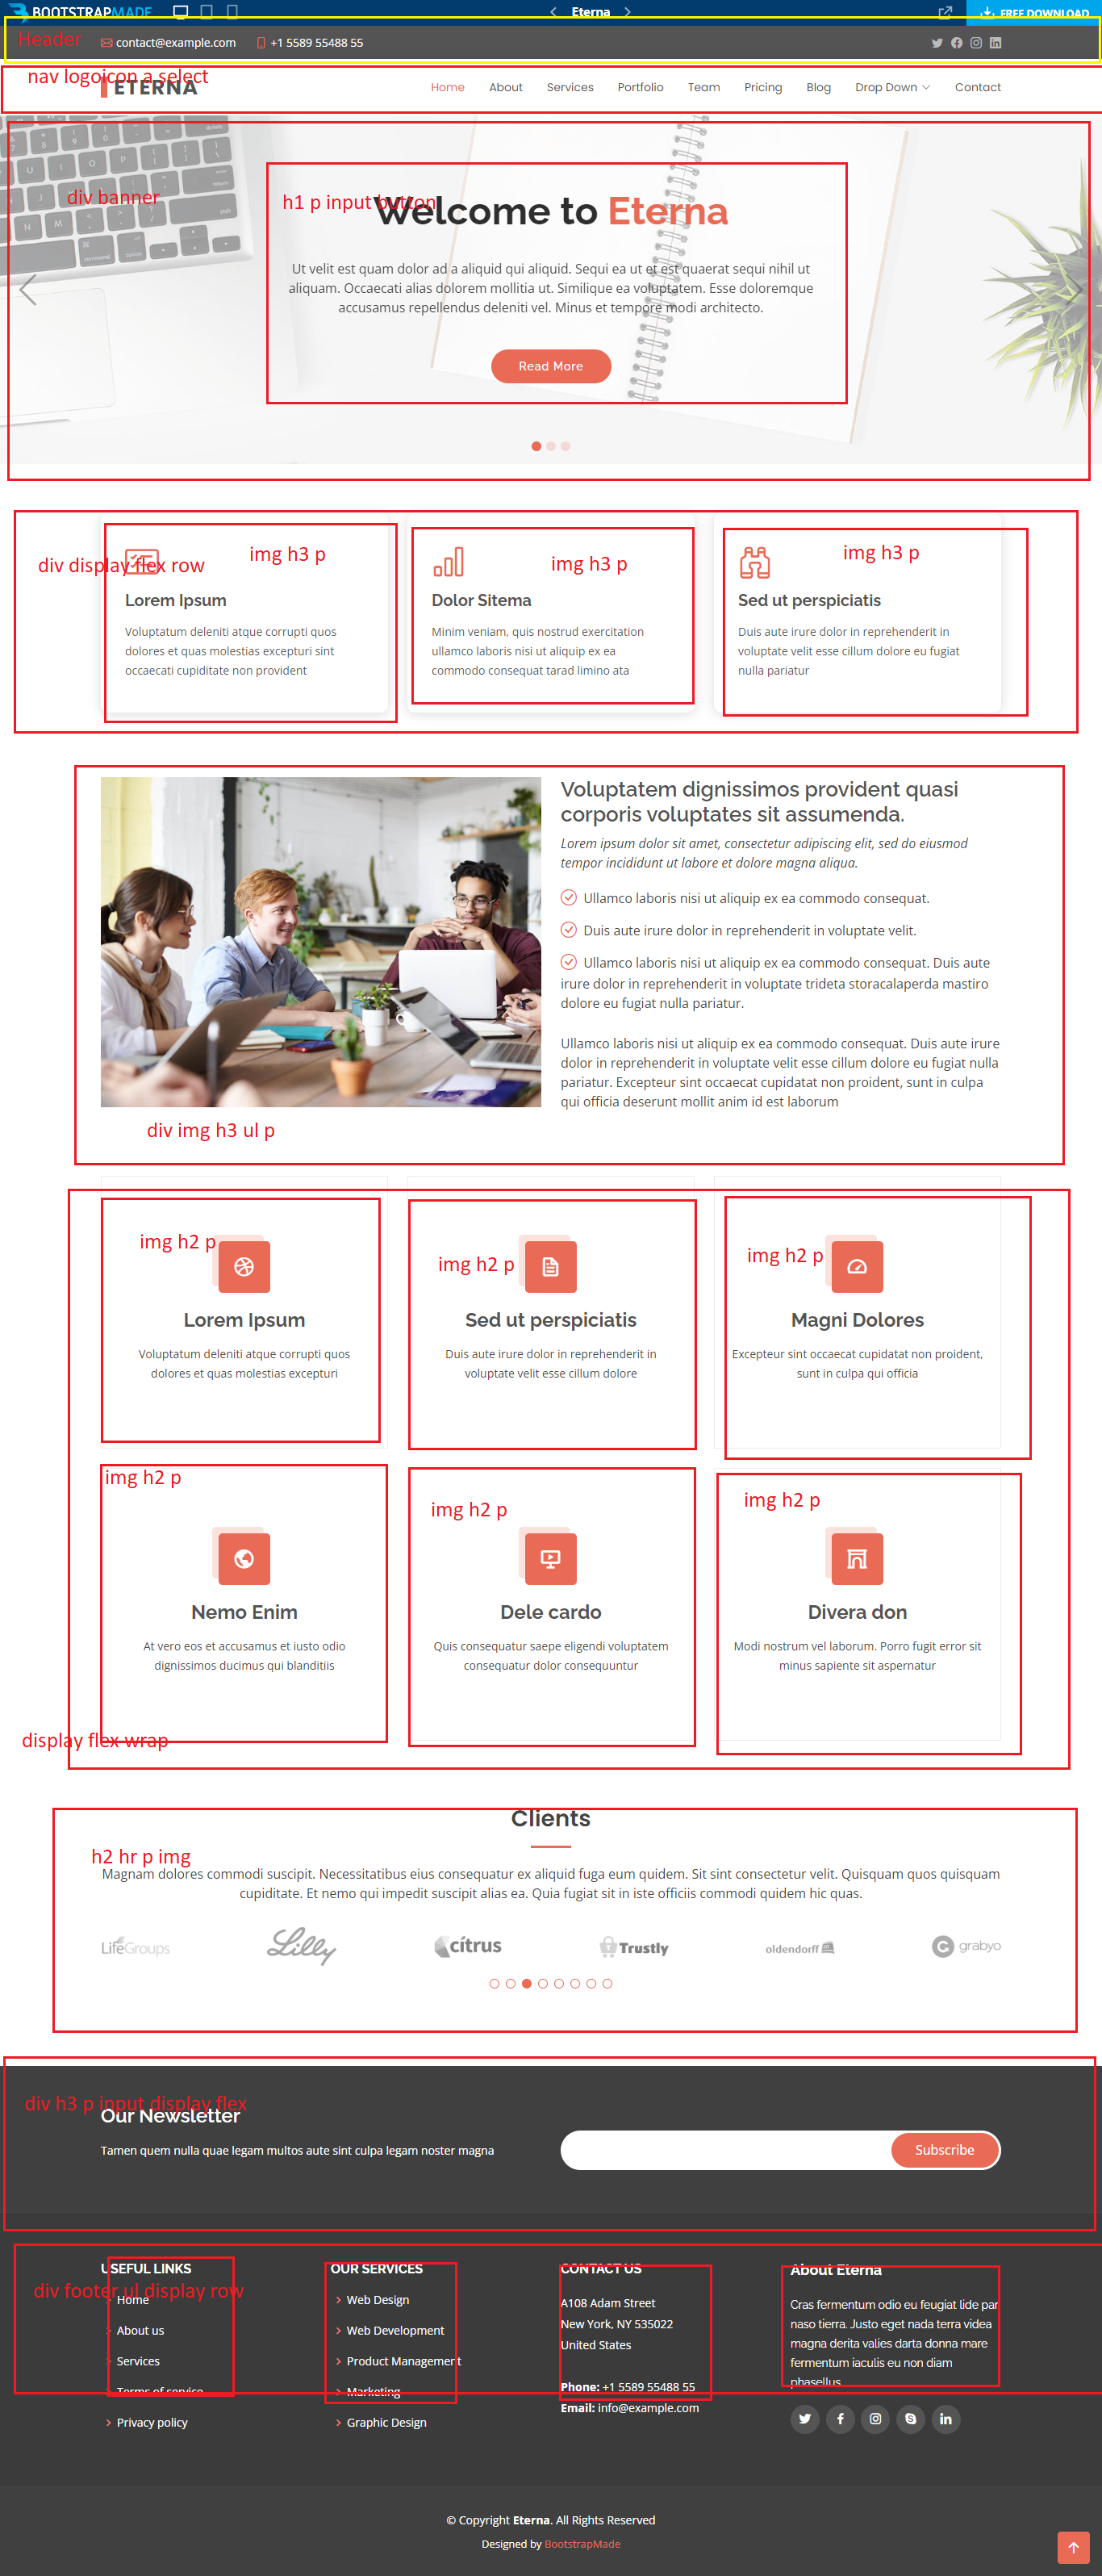 BOOTSTRAPMADE
Eterna
FREE DOWNLOAD
Header
contact@example.com
+1 5589 55488 55
nav logoicon a select
ETERNA
Home
About
Services
Portfolio
Team
Pricing
Blog
Drop Down
Contact
div banner
h1 p input button
Welcome to Eterna
Ut velit est quam dolor ad a aliquid qui aliquid. Sequi ea ut et est quaerat sequi nihil ut
aliquam. Occaecati alias dolorem mollitia ut. Similique ea voluptatem. Esse doloremque
accusamus repellendus deleniti vel. Minus et tempore modi architecto.
Read More
div display flex row
img h3 p
Lorem Ipsum
Voluptatum deleniti atque corrupti quos
dolores et quas molestias excepturi sint
occaecati cupiditate non provident
img h3 p
Dolor Sitema
Minim veniam, quis nostrud exercitation
ullamco laboris nisi ut aliquip ex ea
commodo consequat tarad limino ata
img h3 p
Sed ut perspiciatis
Duis aute irure dolor in reprehenderit in
voluptate velit esse cillum dolore eu fugiat
nulla pariatur
Voluptatem dignissimos provident quasi
corporis voluptates sit assumenda.
Lorem ipsum dolor sit amet, consectetur adipiscing elit, sed do eiusmod
tempor incididunt ut labore et dolore magna aliqua.
Ullamco laboris nisi ut aliquip ex ea commodo consequat.
Duis aute irure dolor in reprehenderit in voluptate velit.
Ullamco laboris nisi ut aliquip ex ea commodo consequat. Duis aute
irure dolor in reprehenderit in voluptate trideta storacalaperda mastiro
dolore eu fugiat nulla pariatur.
Ullamco laboris nisi ut aliquip ex ea commodo consequat. Duis aute irure
dolor in reprehenderit in voluptate velit esse cillum dolore eu fugiat nulla
pariatur. Excepteur sint occaecat cupidatat non proident, sunt in culpa
qui officia deserunt mollit anim id est laborum
div img h3 ul p
img h2 p
Lorem Ipsum
Voluptatum deleniti atque corrupti quos
dolores et quas molestias excepturi
img h2 p
Sed ut perspiciatis
Duis aute irure dolor in reprehenderit in
voluptate velit esse cillum dolore
img h2 p
Magni Dolores
Excepteur sint occaecat cupidatat non proident,
sunt in culpa qui officia
img h2 p
Nemo Enim
At vero eos et accusamus et iusto odio
dignissimos ducimus qui blanditiis
img h2 p
Dele cardo
Quis consequatur saepe eligendi voluptatem
consequatur dolor consequuntur
img h2 p
Divera don
Modi nostrum vel laborum. Porro fugit error sit
minus sapiente sit aspernatur
display flex wrap
Clients
h2 hr p img
Magnam dolores commodi suscipit. Necessitatibus eius consequatur ex aliquid fuga eum quidem. Sit sint consectetur velit. Quisquam quos quisquam
cupiditate. Et nemo qui impedit suscipit alias ea. Quia fugiat sit in iste officiis commodi quidem hic quas.
LifeGroups
Lilly
citrus
Trustly
oldendorff
grabyo
div h3 p input display flex
Our Newsletter
Tamen quem nulla quae legam multos aute sint culpa legam noster magna
Subscribe
div footer ul display row
USEFUL LINKS
Home
About us
Services
Terms of service
Privacy policy
OUR SERVICES
Web Design
Web Development
Product Management
Marketing
Graphic Design
CONTACT US
A108 Adam Street
New York, NY 535022
United States
Phone: +1 5589 55488 55
Email: info@example.com
About Eterna
Cras fermentum odio eu feugiat lide par
naso tierra. Justo eget nada terra videa
magna derita valies darta donna mare
fermentum iaculis eu non diam
phasellus
© Copyright Eterna. All Rights Reserved
Designed by BootstrapMade